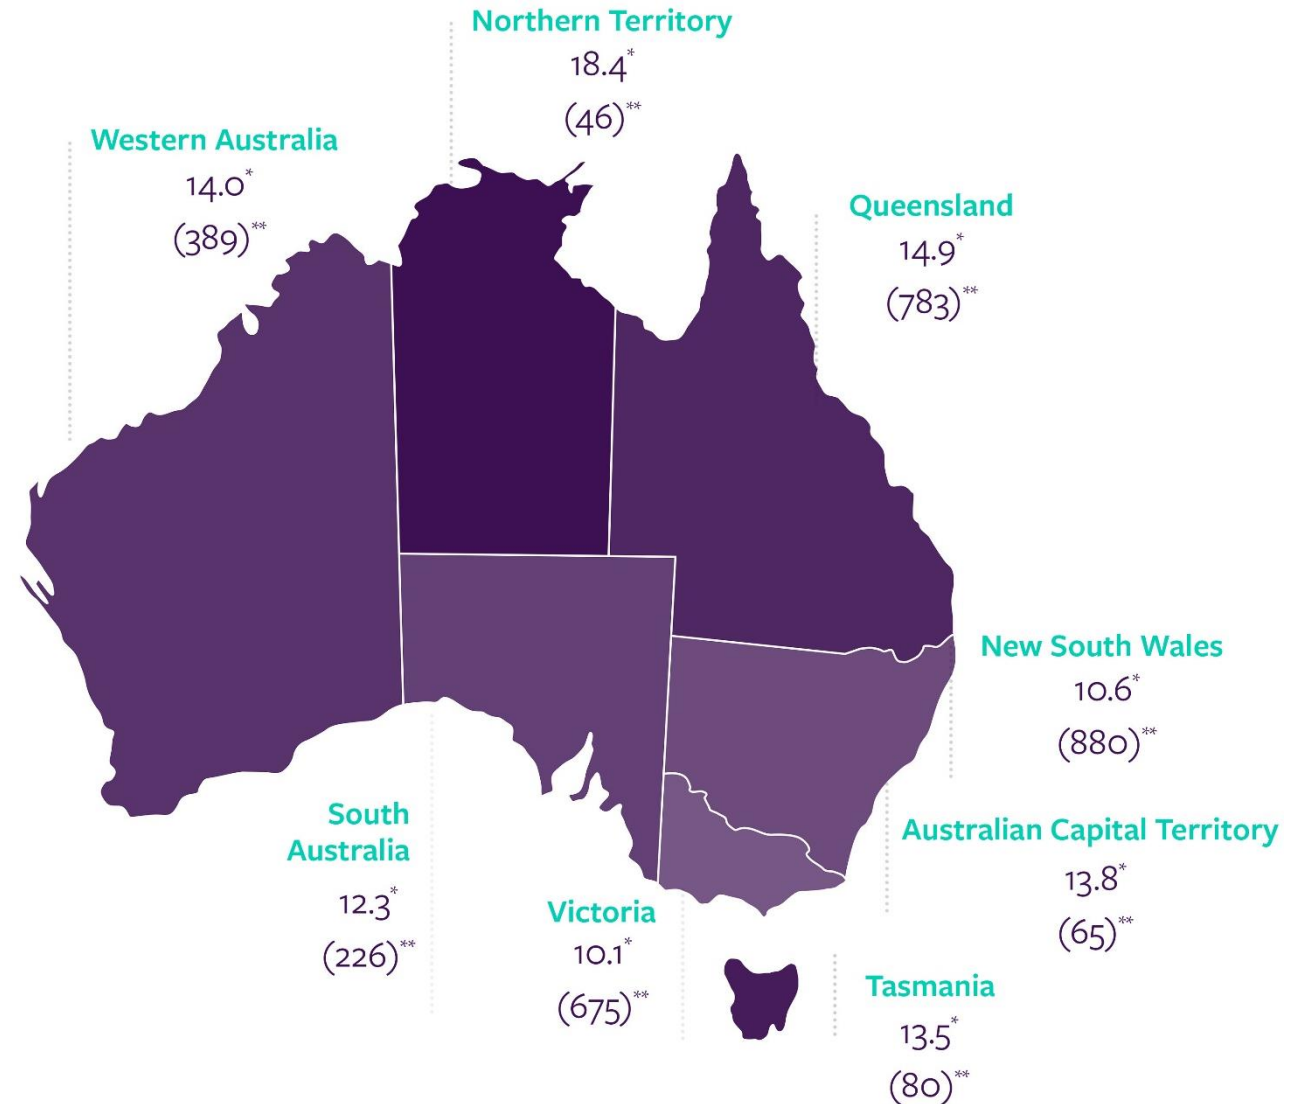 Northern Territory
18.4*
(46)**
Western Australia
14.0*
(389)**
Queensland
14.9*
(783)**
New South Wales
10.6*
(880)**
South
Australia
12.3*
(226)**
Australian Capital Territory
13.8*
(65)**
Victoria
10.1*
(675)**
Tasmania
13.5*
(80)**